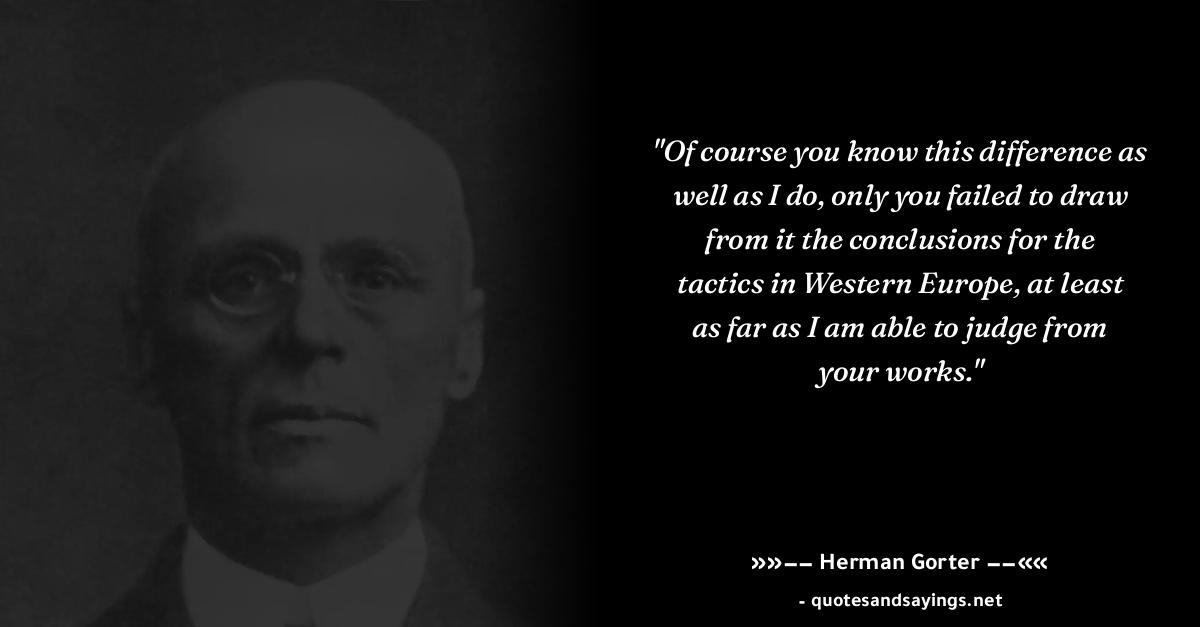 "Of course you know this difference as
well as I do, only you failed to draw
from it the conclusions for the
tactics in Western Europe, at least
as far as I am able to judge from
your works."
»»–– Herman Gorter ––««
- quotesandsayings.net